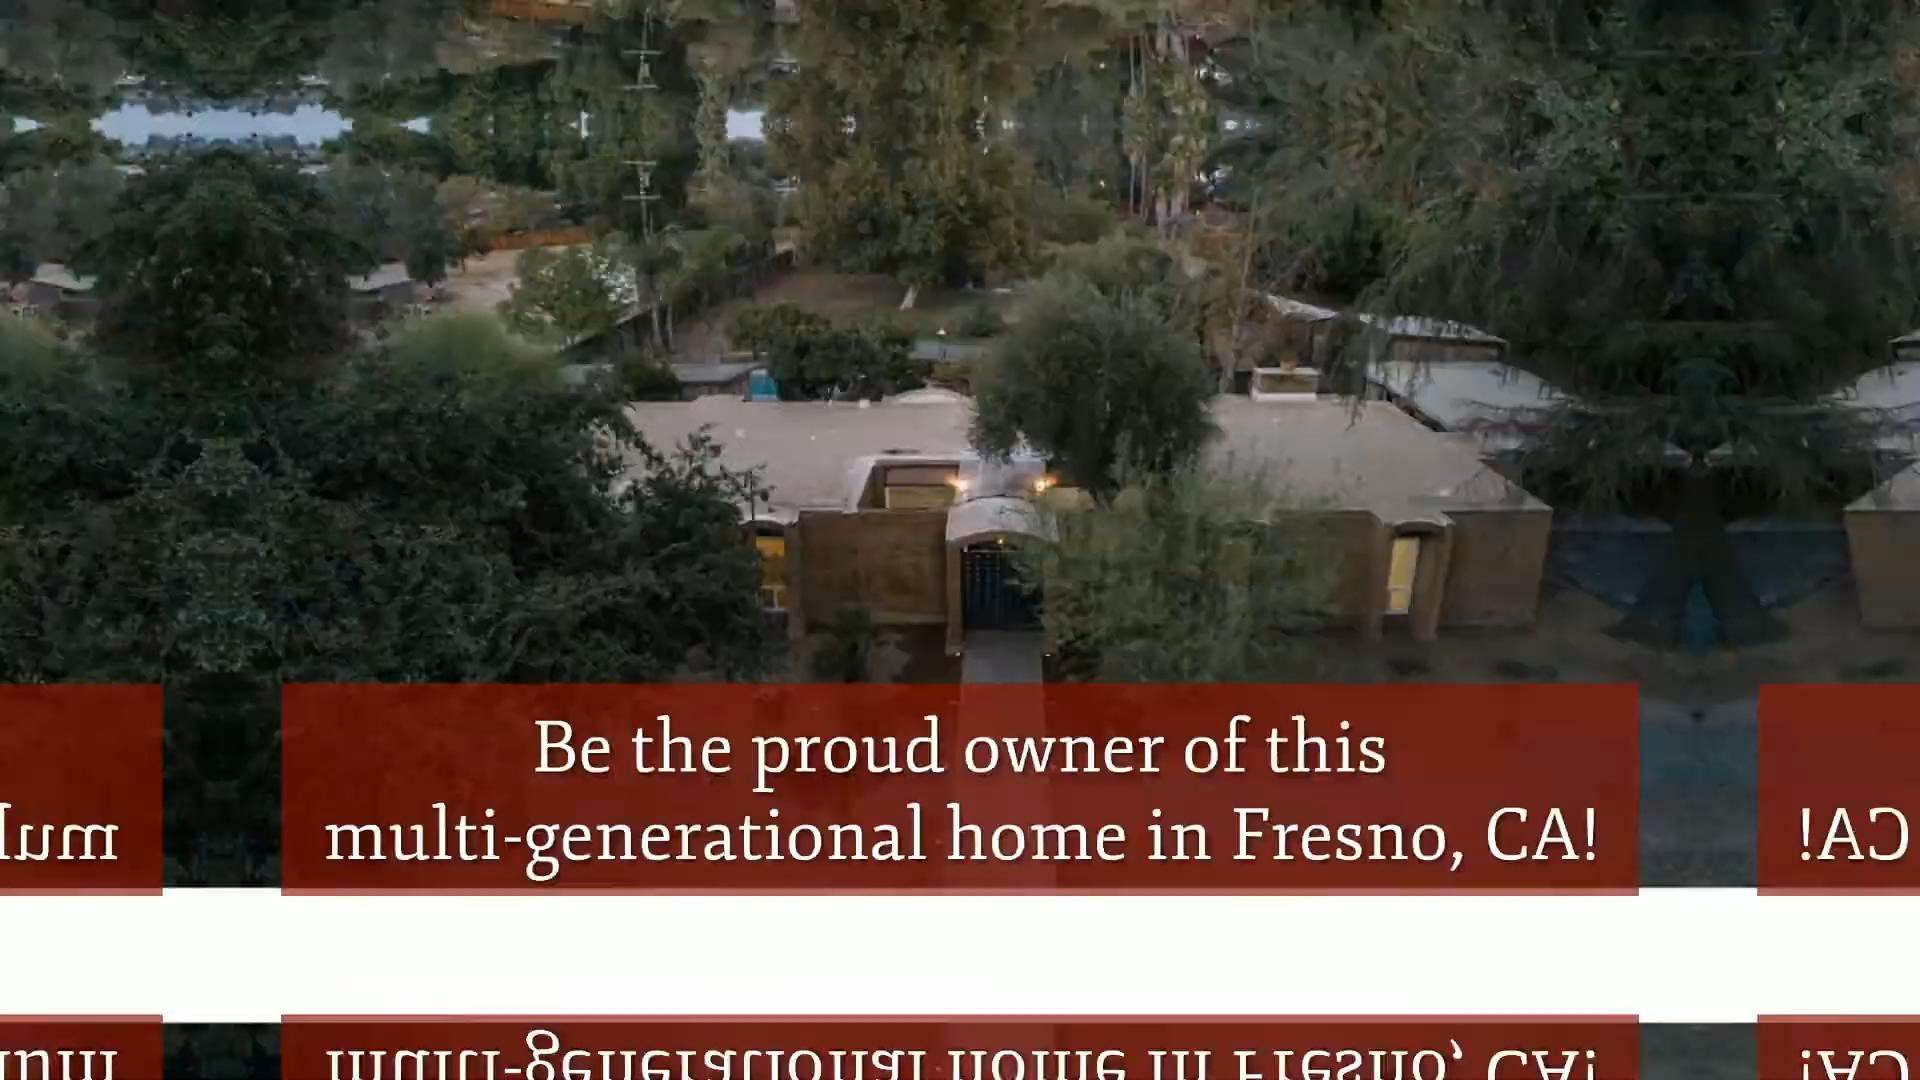 Be the proud owner of this
multi-generational home in Fresno, CA!